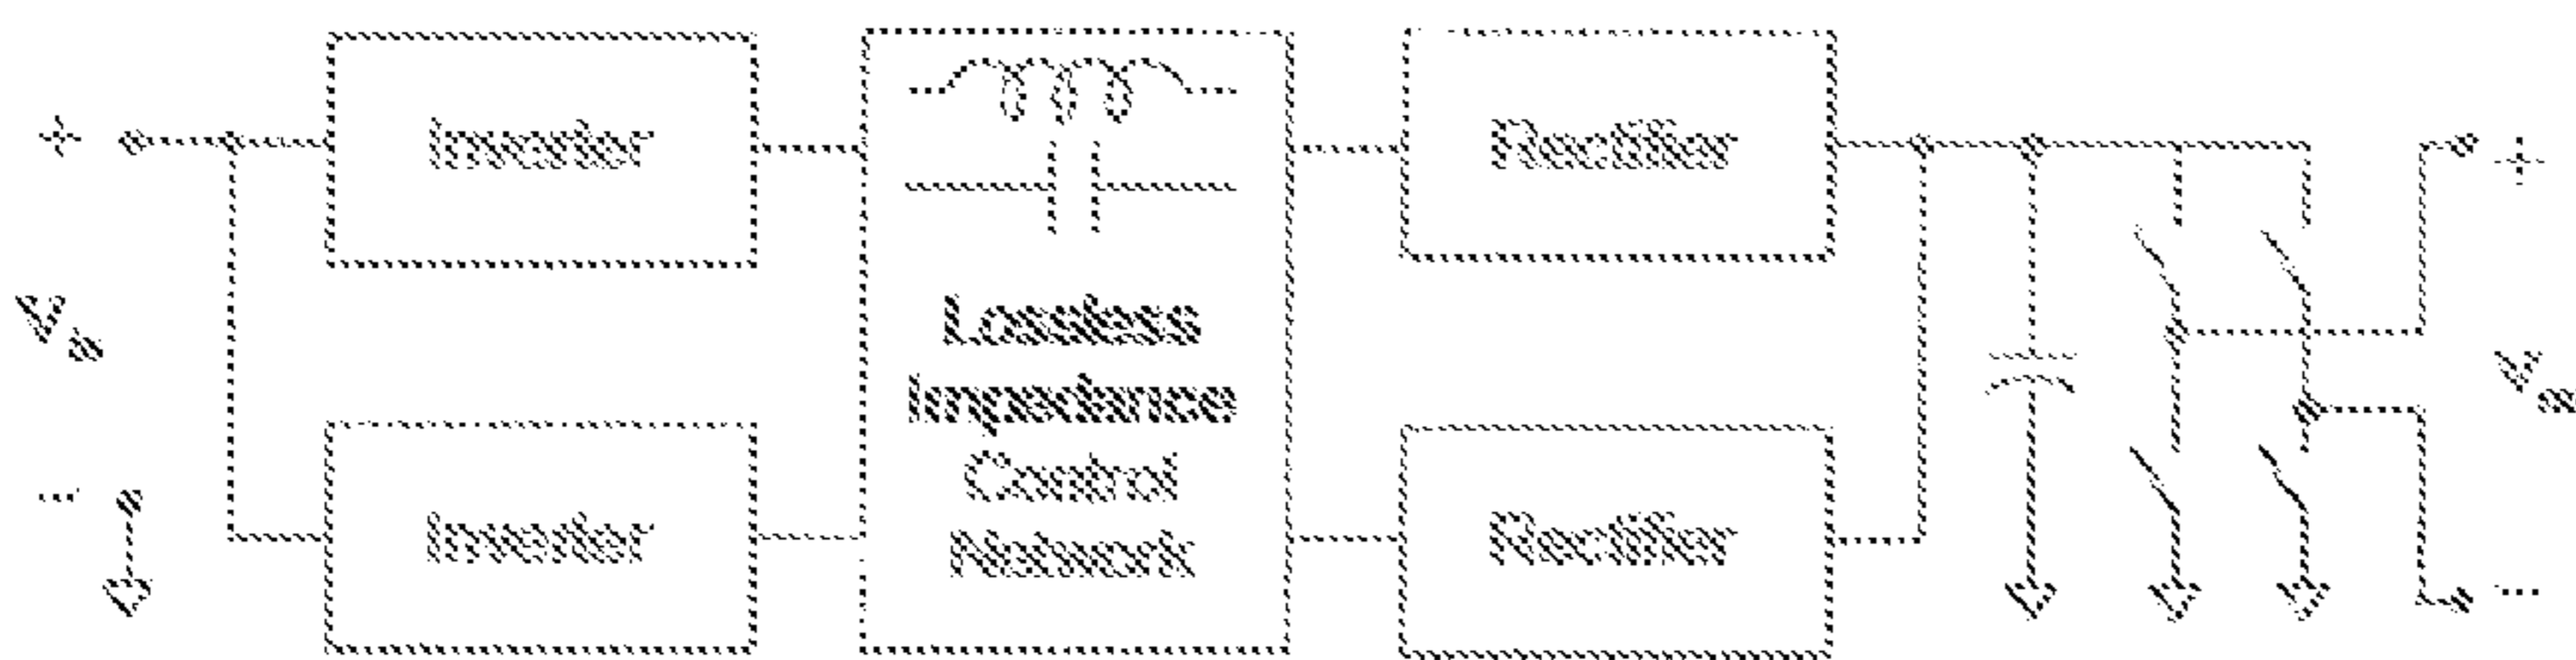 Inverter
Rectifier
+
+
Lossless
Impedance
Control
Network
V
V
Inverter
Rectifier